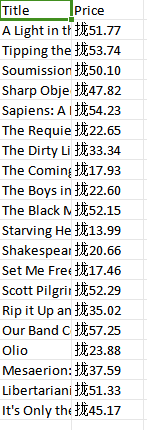 Title Price
A Light in th 拢51.77
Tipping the 拢53.74
Soumission 拢50.10
Sharp Obje 拢47.82
Sapiens: A 拢54.23
The Requie 拢22.65
The Dirty Li 拢33.34
The Coming 拢17.93
The Boys in 拢22.60
The Black M 拢52.15
Starving He 拢13.99
Shakespear 拢20.66
Set Me Free 拢17.46
Scott Pilgri 拢52.29
Rip it Up an 拢35.02
Our Band C 拢57.25
Olio 拢23.88
Mesaerion: 拢37.59
Libertarian 拢51.33
It's Only the 拢45.17